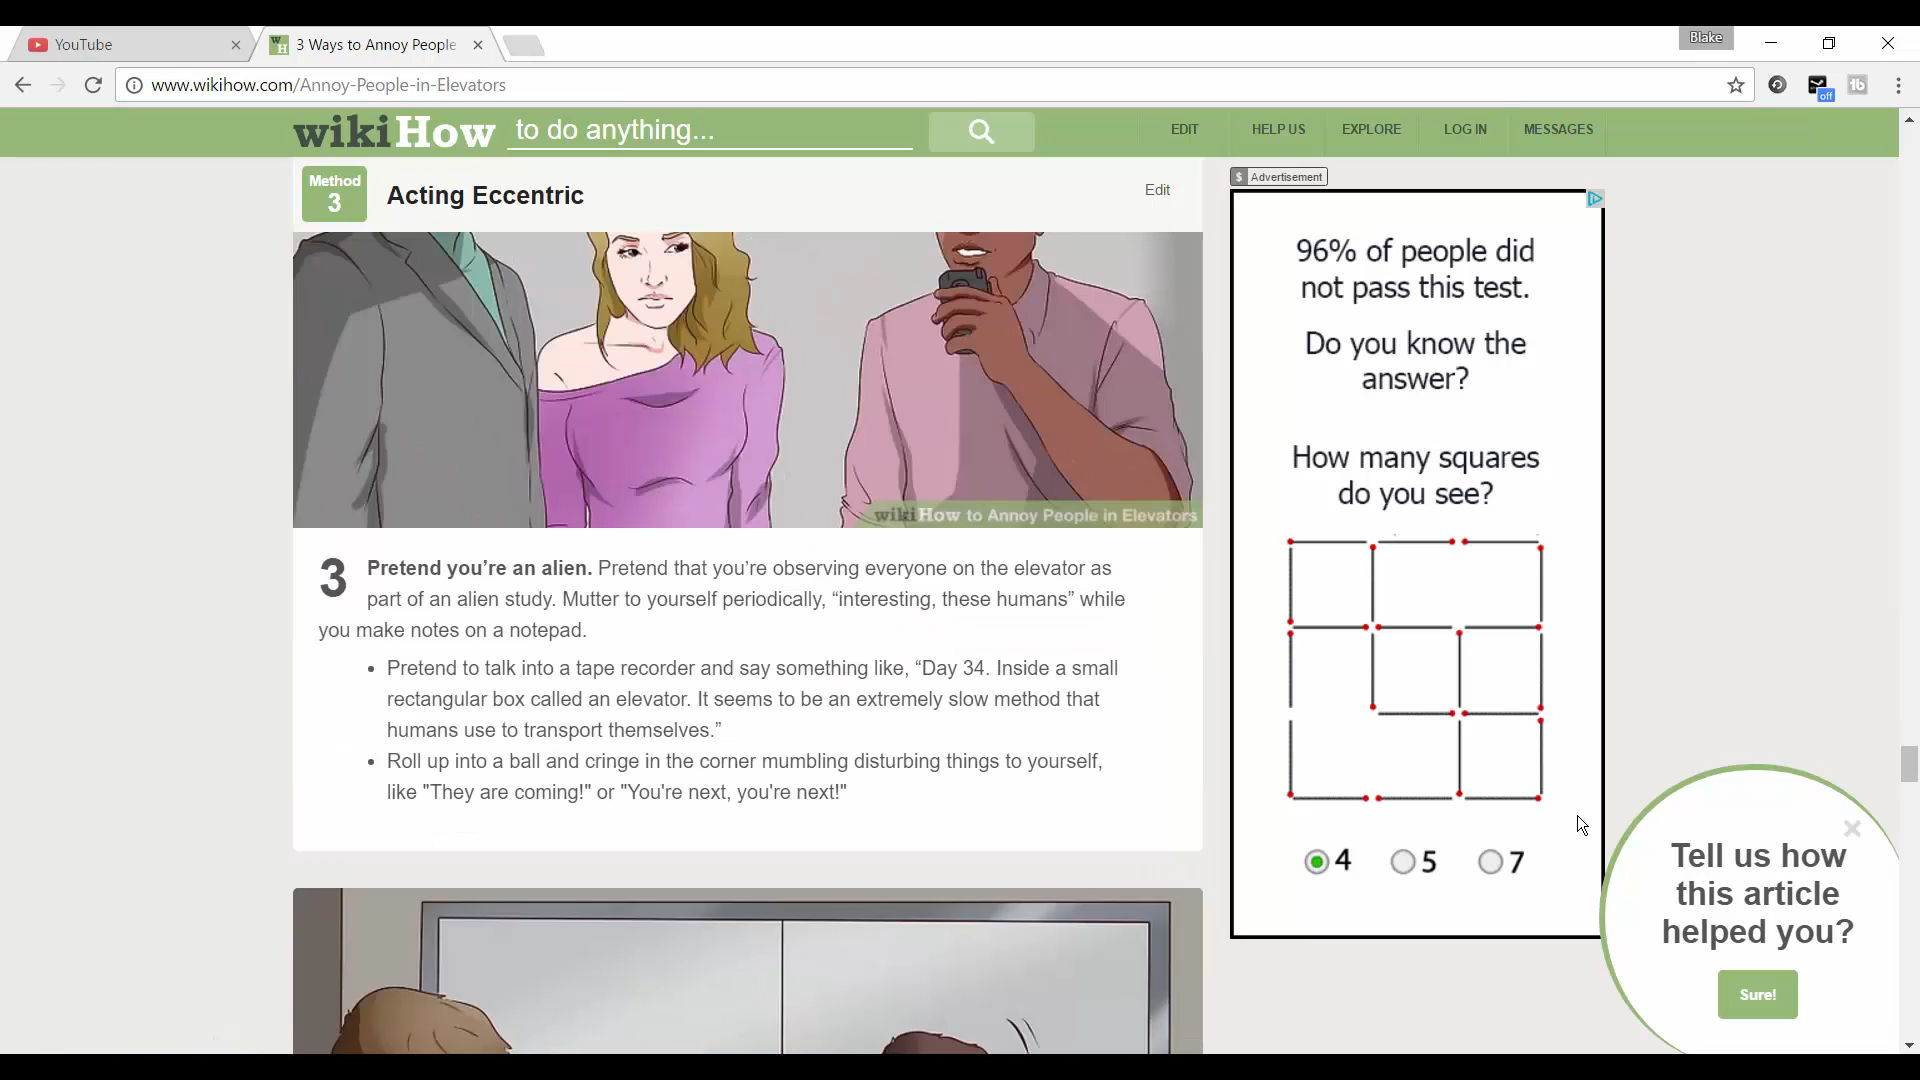 YouTube
3 Ways to Annoy People
Blake
www.wikihow.com/Annoy-People-in-Elevators
off
wikiHow to do anything...
EDIT
HELP US
EXPLORE
LOG IN
MESSAGES
Method
3
Acting Eccentric
Edit
wikiHow to Annoy People in Elevators
3 Pretend you’re an alien. Pretend that you’re observing everyone on the elevator as
part of an alien study. Mutter to yourself periodically, “interesting, these humans” while
you make notes on a notepad.
• Pretend to talk into a tape recorder and say something like, “Day 34. Inside a small
rectangular box called an elevator. It seems to be an extremely slow method that
humans use to transport themselves.”
• Roll up into a ball and cringe in the corner mumbling disturbing things to yourself,
like "They are coming!" or "You're next, you're next!"
$ Advertisement
96% of people did
not pass this test.
Do you know the
answer?
How many squares
do you see?
4 5 7
Tell us how
this article
helped you?
Sure!